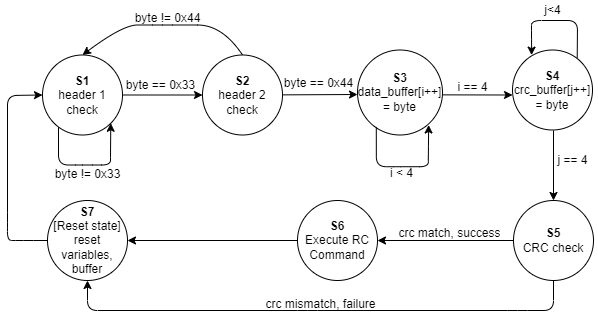 byte != 0x44
j<4
S1
header 1
check
byte == 0x33
S2
header 2
check
byte == 0x44
S3
data_buffer[i++]
= byte
i == 4
S4
crc_buffer[j++]
= byte
byte != 0x33
i < 4
j == 4
S7
[Reset state]
reset
variables,
buffer
S6
Execute RC
Command
crc match, success
S5
CRC check
crc mismatch, failure